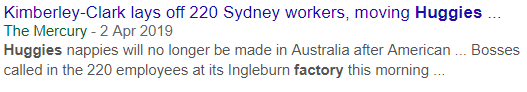 Kimberley-Clark lays off 220 Sydney workers, moving Huggies ...
The Mercury - 2 Apr 2019
Huggies nappies will no longer be made in Australia after American ... Bosses
called in the 220 employees at its Ingleburn factory this morning ...